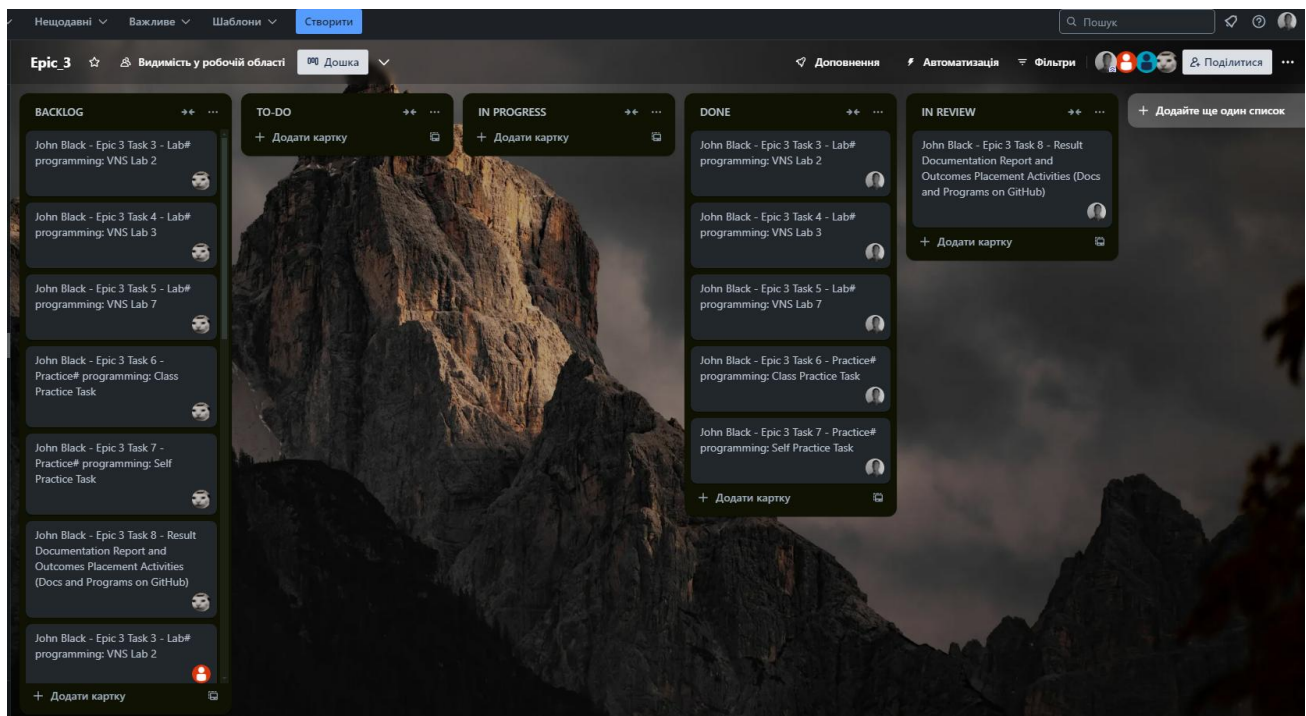 Нещодавні
Важливе
Шаблони
Створити
Пошук
Epic_3
Видимість у робочій області
Дошка
Доповнення
Автоматизація
Фільтри
Поділитися
BACKLOG
John Black - Epic 3 Task 3 - Lab#
programming: VNS Lab 2
John Black - Epic 3 Task 4 - Lab#
programming: VNS Lab 3
John Black - Epic 3 Task 5 - Lab#
programming: VNS Lab 7
John Black - Epic 3 Task 6 -
Practice# programming: Class
Practice Task
John Black - Epic 3 Task 7 -
Practice# programming: Self
Practice Task
John Black - Epic 3 Task 8 - Result
Documentation Report and
Outcomes Placement Activities
(Docs and Programs on GitHub)
John Black - Epic 3 Task 3 - Lab#
programming: VNS Lab 2
+ Додати картку
TO-DO
+ Додати картку
IN PROGRESS
+ Додати картку
DONE
John Black - Epic 3 Task 3 - Lab#
programming: VNS Lab 2
John Black - Epic 3 Task 4 - Lab#
programming: VNS Lab 3
John Black - Epic 3 Task 5 - Lab#
programming: VNS Lab 7
John Black - Epic 3 Task 6 - Practice#
programming: Class Practice Task
John Black - Epic 3 Task 7 - Practice#
programming: Self Practice Task
+ Додати картку
IN REVIEW
John Black - Epic 3 Task 8 - Result
Documentation Report and
Outcomes Placement Activities (Docs
and Programs on GitHub)
+ Додати картку
+ Додайте ще один список